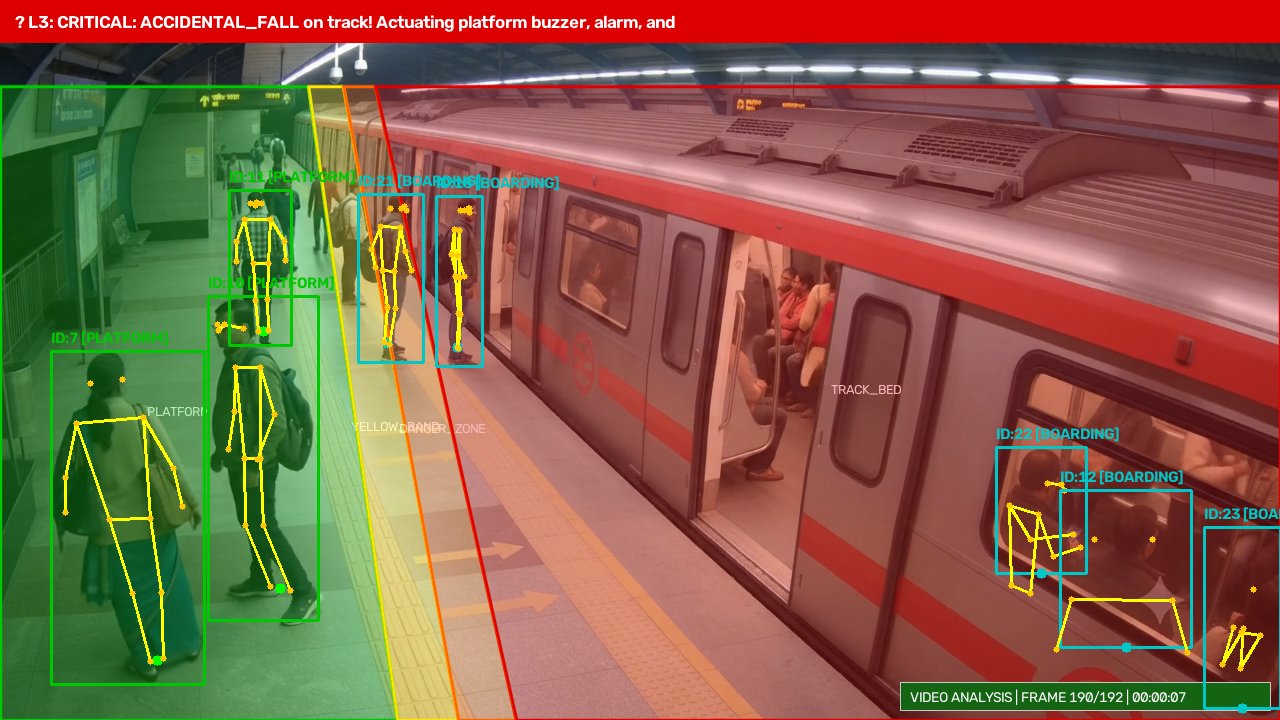 ? L3: CRITICAL: ACCIDENTAL_FALL on track! Actuating platform buzzer, alarm, and
ID:11 [PLATFORM]
ID:21 [BOARDING]
[BOARDING]
ID:10 [PLATFORM]
ID:7 [PLATFORM]
PLATFORM
YELLOW_BAND
DANGER_ZONE
TRACK_BED
ID:22 [BOARDING]
ID:12 [BOARDING]
ID:23 [BOA
VIDEO ANALYSIS | FRAME 190/192 | 00:00:07